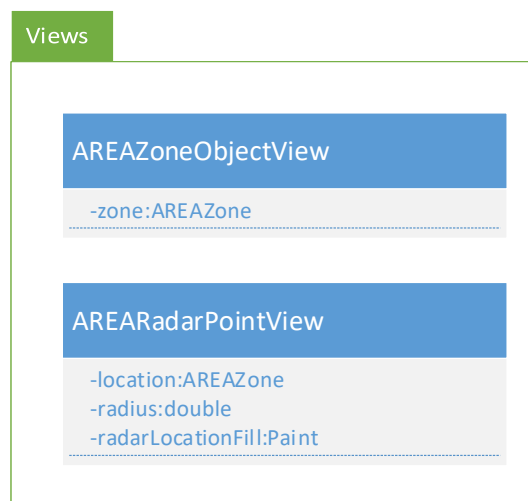 Views
AREAZoneObjectView
-zone:AREAZone
AREARadarPointView
-location:AREAZone
-radius:double
-radarLocationFill:Paint